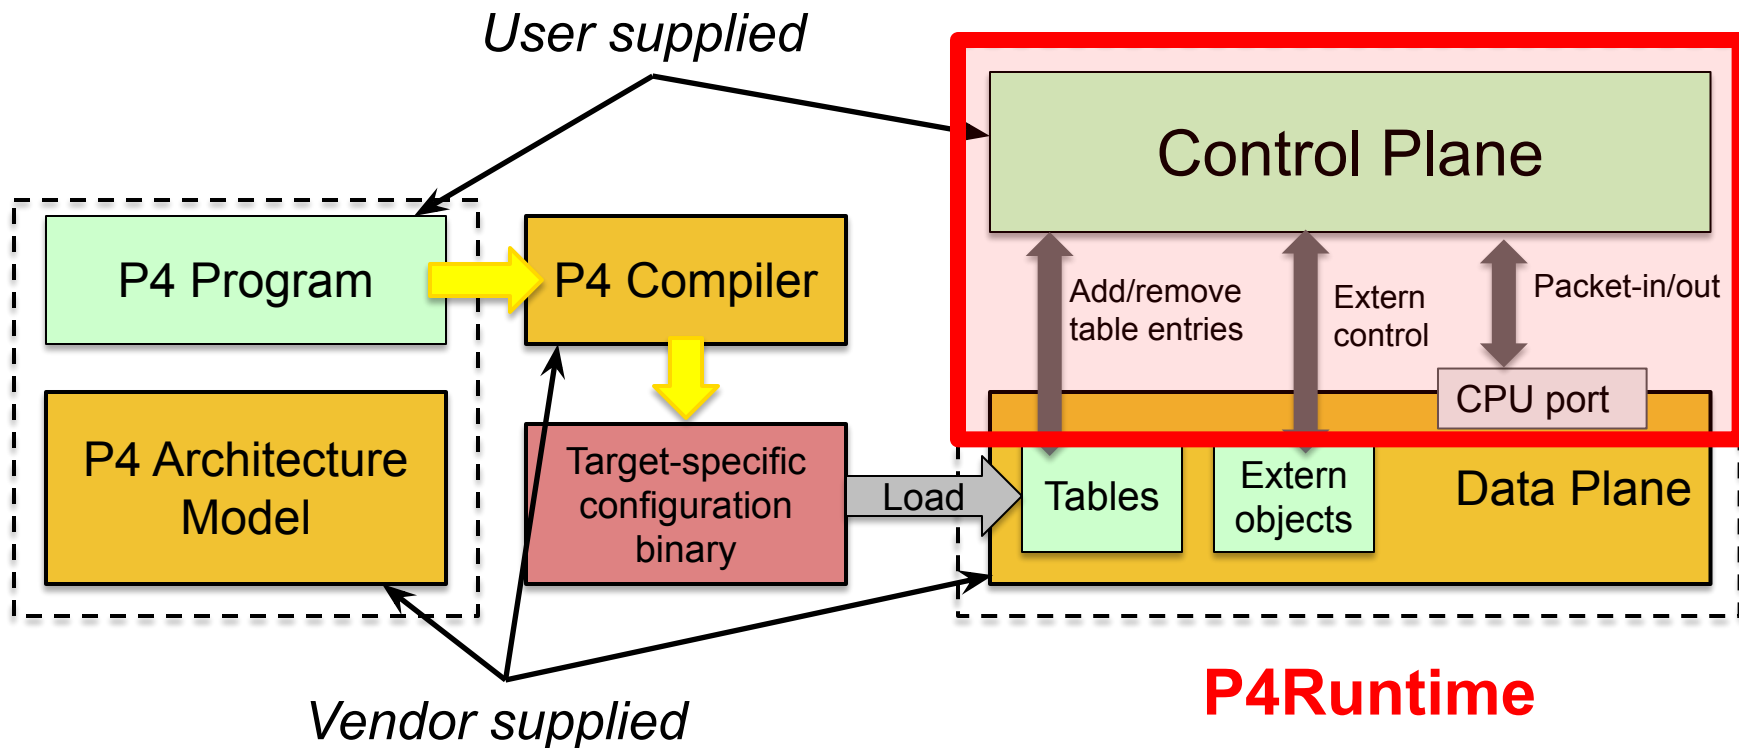 User supplied
Control Plane
P4 Program
P4 Compiler
Add/remove
table entries
Extern
control
Packet-in/out
CPU port
P4 Architecture
Model
Target-specific
configuration
binary
Load
Tables
Extern
objects
Data Plane
Vendor supplied
P4Runtime